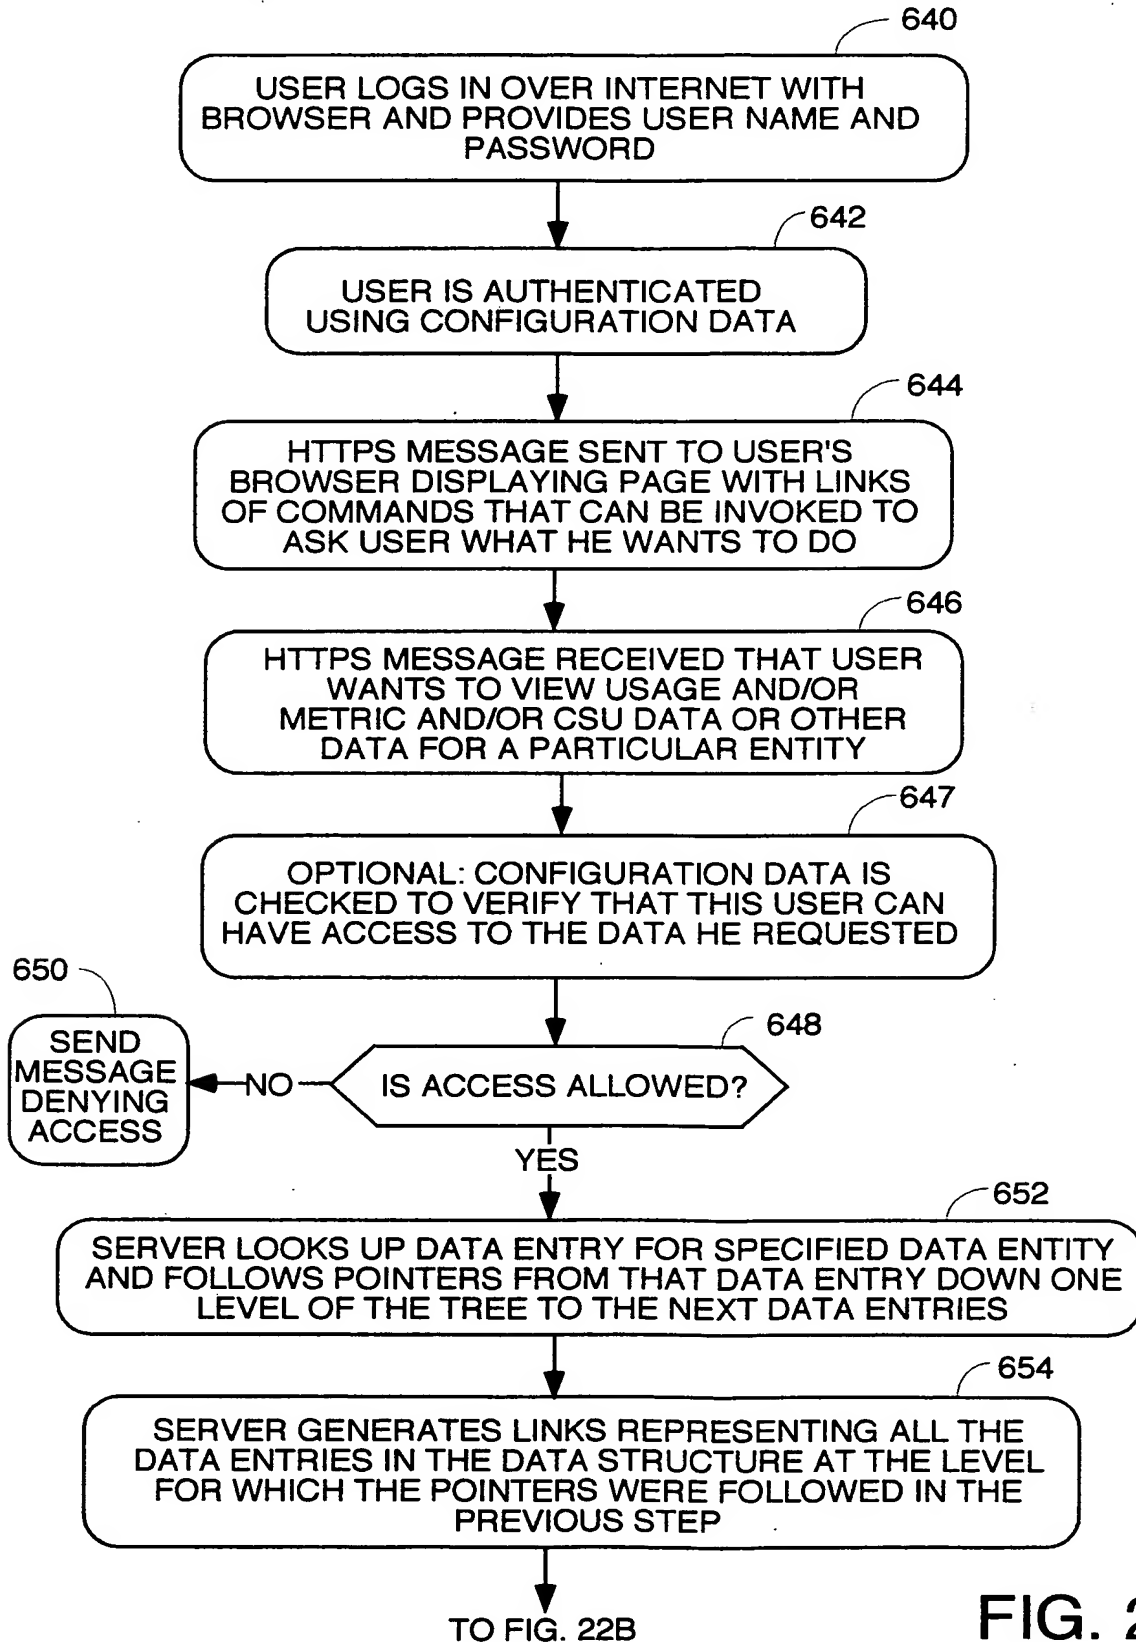 640
USER LOGS IN OVER INTERNET WITH
BROWSER AND PROVIDES USER NAME AND
PASSWORD
642
USER IS AUTHENTICATED
USING CONFIGURATION DATA
644
HTTPS MESSAGE SENT TO USER'S
BROWSER DISPLAYING PAGE WITH LINKS
OF COMMANDS THAT CAN BE INVOKED TO
ASK USER WHAT HE WANTS TO DO
646
HTTPS MESSAGE RECEIVED THAT USER
WANTS TO VIEW USAGE AND/OR
METRIC AND/OR CSU DATA OR OTHER
DATA FOR A PARTICULAR ENTITY
647
OPTIONAL: CONFIGURATION DATA IS
CHECKED TO VERIFY THAT THIS USER CAN
HAVE ACCESS TO THE DATA HE REQUESTED
650
SEND
MESSAGE
DENYING
ACCESS
NO
648
IS ACCESS ALLOWED?
YES
652
SERVER LOOKS UP DATA ENTRY FOR SPECIFIED DATA ENTITY
AND FOLLOWS POINTERS FROM THAT DATA ENTRY DOWN ONE
LEVEL OF THE TREE TO THE NEXT DATA ENTRIES
654
SERVER GENERATES LINKS REPRESENTING ALL THE
DATA ENTRIES IN THE DATA STRUCTURE AT THE LEVEL
FOR WHICH THE POINTERS WERE FOLLOWED IN THE
PREVIOUS STEP
TO FIG. 22B
FIG.